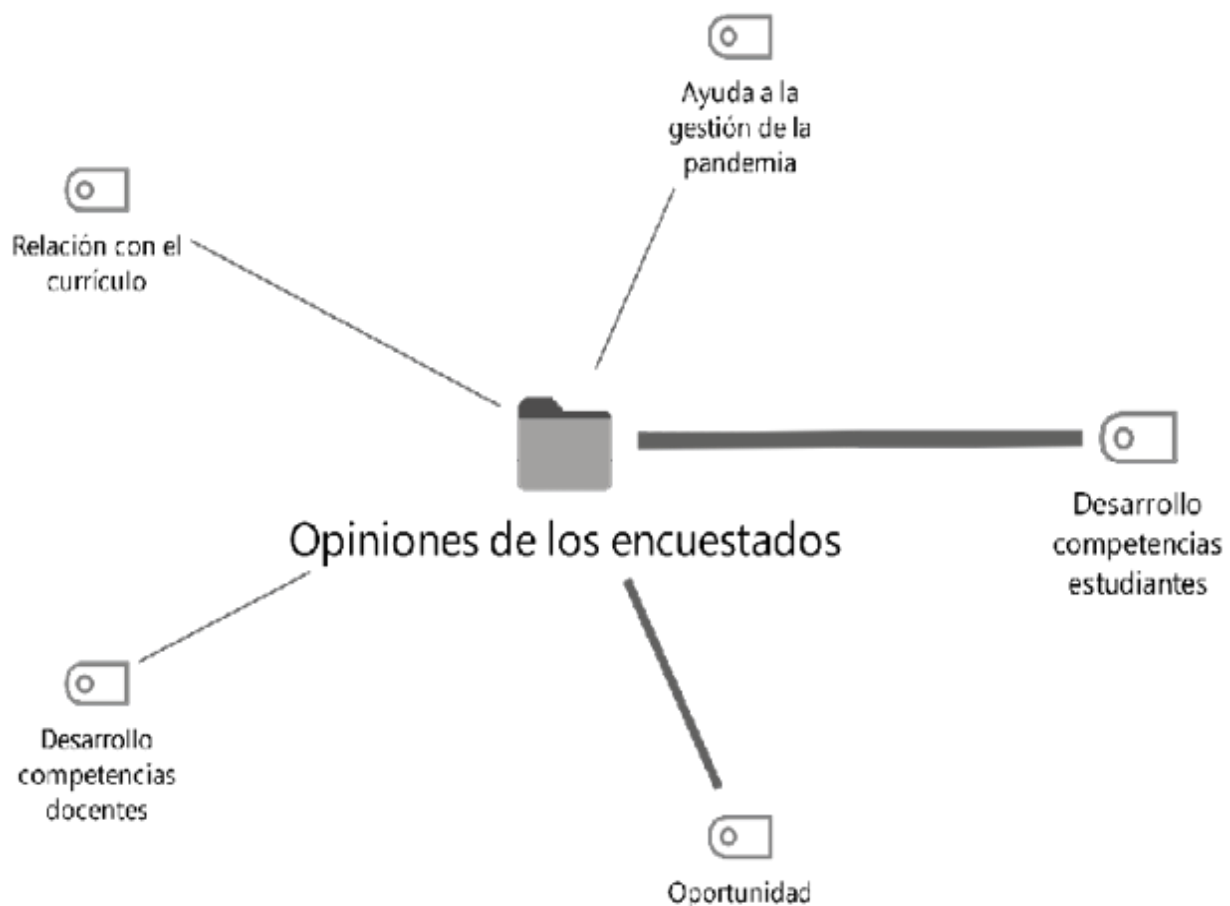 Ayuda a la
gestión de la
pandemia
Relación con el
currículo
Opiniones de los encuestados
Desarrollo
competencias
estudiantes
Desarrollo
competencias
docentes
Oportunidad